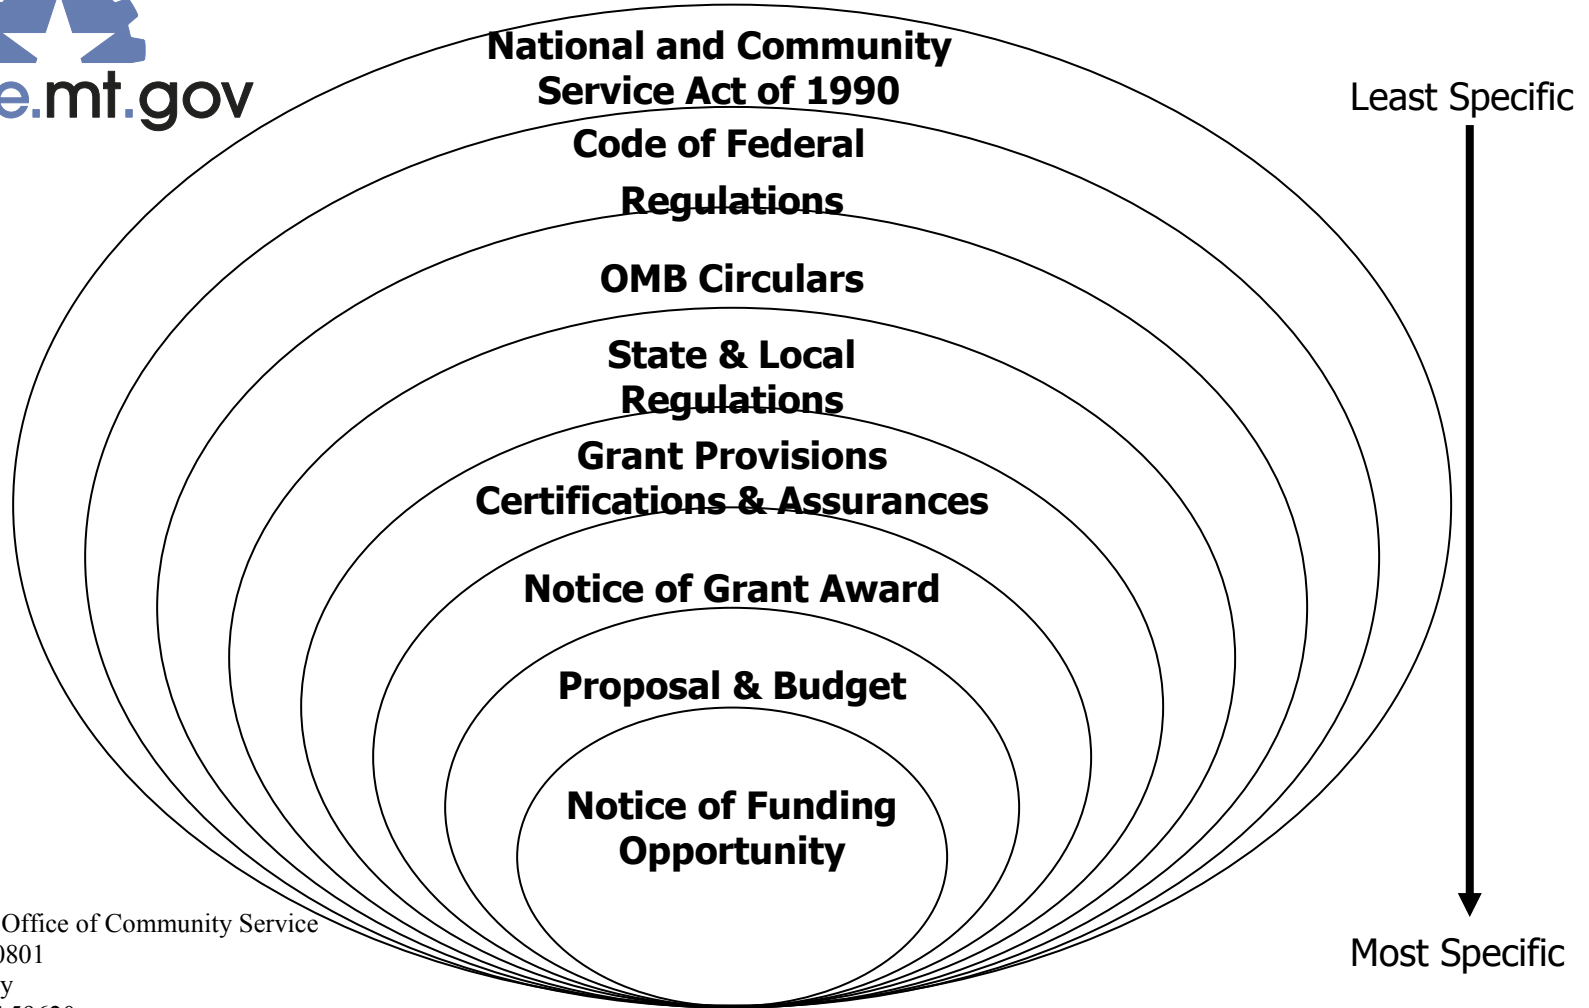 e.mt.gov
National and Community
Service Act of 1990
Least Specific
Code of Federal
Regulations
OMB Circulars
State & Local
Regulations
Grant Provisions
Certifications & Assurances
Notice of Grant Award
Proposal & Budget
Notice of Funding
Opportunity
Most Specific
Office of Community Service
0801
y